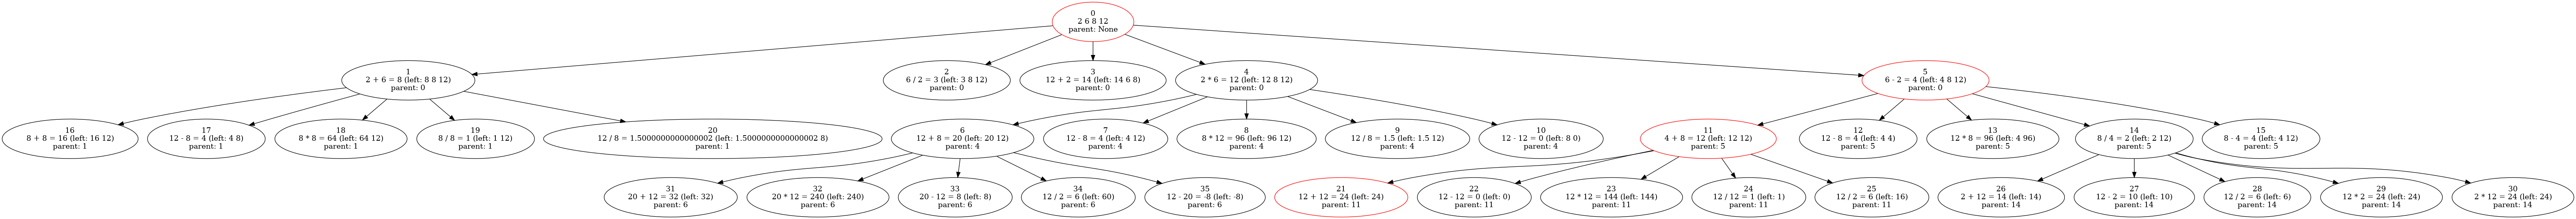 0
2 6 8 12
parent: None
1
2 + 6 = 8 (left: 8 8 12)
parent: 0
2
6 / 2 = 3 (left: 3 8 12)
parent: 0
3
12 + 2 = 14 (left: 14 6 8)
parent: 0
4
2 * 6 = 12 (left: 12 8 12)
parent: 0
5
6 - 2 = 4 (left: 4 8 12)
parent: 0
16
8 + 8 = 16 (left: 16 12)
parent: 1
17
12 - 8 = 4 (left: 4 8)
parent: 1
18
8 * 8 = 64 (left: 64 12)
parent: 1
19
8 / 8 = 1 (left: 1 12)
parent: 1
20
12 / 8 = 1.5000000000000002 (left: 1.5000000000000002 8)
parent: 1
6
12 + 8 = 20 (left: 20 12)
parent: 4
7
12 - 8 = 4 (left: 4 12)
parent: 4
8
8 * 12 = 96 (left: 96 12)
parent: 4
9
12 / 8 = 1.5 (left: 1.5 12)
parent: 4
10
12 - 12 = 0 (left: 8 0)
parent: 4
11
4 + 8 = 12 (left: 12 12)
parent: 5
12
12 - 8 = 4 (left: 4 4)
parent: 5
13
12 * 8 = 96 (left: 4 96)
parent: 5
14
8 / 4 = 2 (left: 2 12)
parent: 5
15
8 - 4 = 4 (left: 4 12)
parent: 5
31
20 + 12 = 32 (left: 32)
parent: 6
32
20 * 12 = 240 (left: 240)
parent: 6
33
20 - 12 = 8 (left: 8)
parent: 6
34
12 / 2 = 6 (left: 60)
parent: 6
35
12 - 20 = -8 (left: -8)
parent: 6
21
12 + 12 = 24 (left: 24)
parent: 11
22
12 - 12 = 0 (left: 0)
parent: 11
23
12 * 12 = 144 (left: 144)
parent: 11
24
12 / 12 = 1 (left: 1)
parent: 11
25
12 / 2 = 6 (left: 16)
parent: 11
26
2 + 12 = 14 (left: 14)
parent: 14
27
12 - 2 = 10 (left: 10)
parent: 14
28
12 / 2 = 6 (left: 6)
parent: 14
29
12 * 2 = 24 (left: 24)
parent: 14
30
2 * 12 = 24 (left: 24)
parent: 14